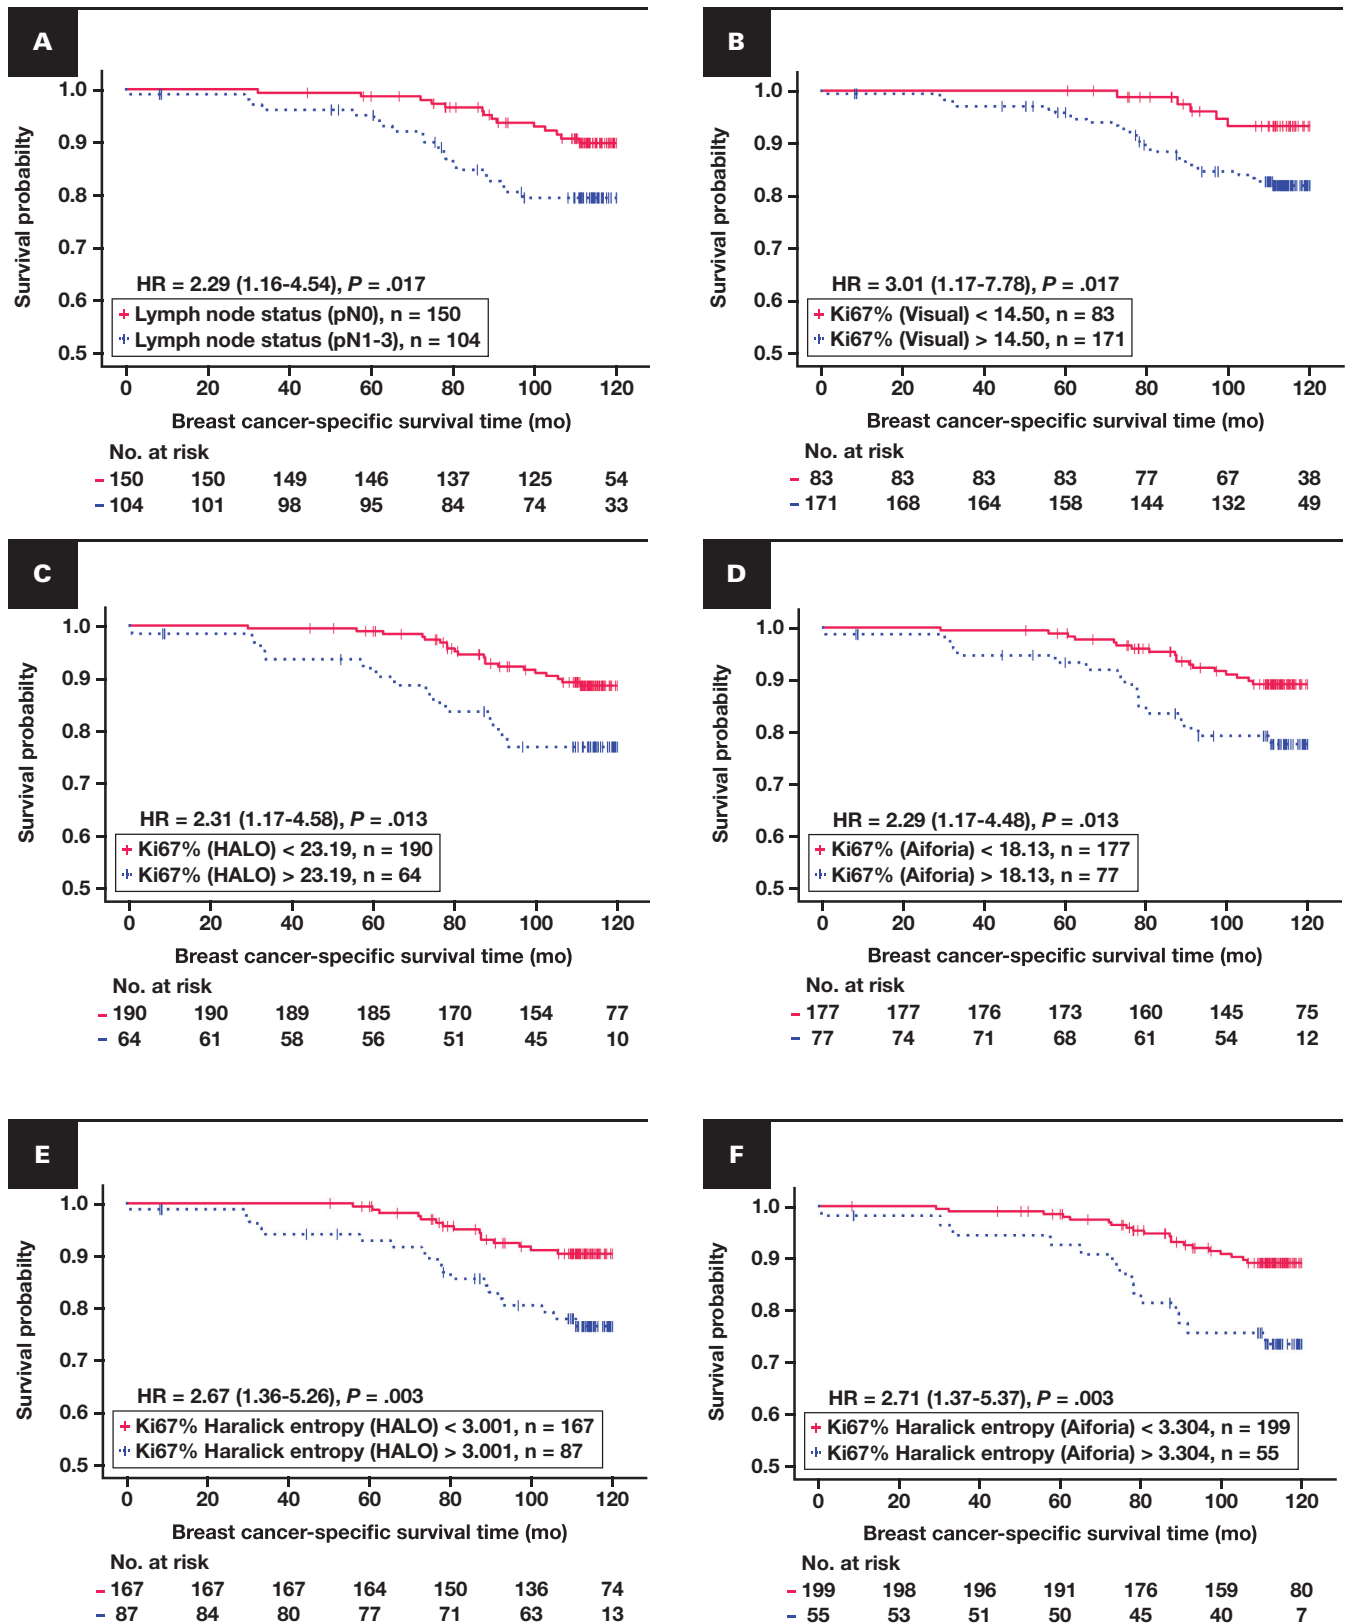 A
1.0
0.9
0.8
0.7
0.6
0.5
Survival probabilty
HR = 2.29 (1.16-4.54), P = .017
Lymph node status (pN0), n = 150
Lymph node status (pN1-3), n = 104
0 20 40 60 80 100 120
Breast cancer-specific survival time (mo)
No. at risk
150 150 149 146 137 125 54
104 101 98 95 84 74 33
B
1.0
0.9
0.8
0.7
0.6
0.5
Survival probabilty
HR = 3.01 (1.17-7.78), P = .017
Ki67% (Visual) < 14.50, n = 83
Ki67% (Visual) > 14.50, n = 171
0 20 40 60 80 100 120
Breast cancer-specific survival time (mo)
No. at risk
83 83 83 83 77 67 38
171 168 164 158 144 132 49
C
1.0
0.9
0.8
0.7
0.6
0.5
Survival probabilty
HR = 2.31 (1.17-4.58), P = .013
Ki67% (HALO) < 23.19, n = 190
Ki67% (HALO) > 23.19, n = 64
0 20 40 60 80 100 120
Breast cancer-specific survival time (mo)
No. at risk
190 190 189 185 170 154 77
64 61 58 56 51 45 10
D
1.0
0.9
0.8
0.7
0.6
0.5
Survival probabilty
HR = 2.29 (1.17-4.48), P = .013
Ki67% (Aiforia) < 18.13, n = 177
Ki67% (Aiforia) > 18.13, n = 77
0 20 40 60 80 100 120
Breast cancer-specific survival time (mo)
No. at risk
177 177 176 173 160 145 75
77 74 71 68 61 54 12
E
1.0
0.9
0.8
0.7
0.6
0.5
Survival probabilty
HR = 2.67 (1.36-5.26), P = .003
Ki67% Haralick entropy (HALO) < 3.001, n = 167
Ki67% Haralick entropy (HALO) > 3.001, n = 87
0 20 40 60 80 100 120
Breast cancer-specific survival time (mo)
No. at risk
167 167 167 164 150 136 74
87 84 80 77 71 63 13
F
1.0
0.9
0.8
0.7
0.6
0.5
Survival probabilty
HR = 2.71 (1.37-5.37), P = .003
Ki67% Haralick entropy (Aiforia) < 3.304, n = 199
Ki67% Haralick entropy (Aiforia) > 3.304, n = 55
0 20 40 60 80 100 120
Breast cancer-specific survival time (mo)
No. at risk
199 198 196 191 176 159 80
55 53 51 50 45 40 7